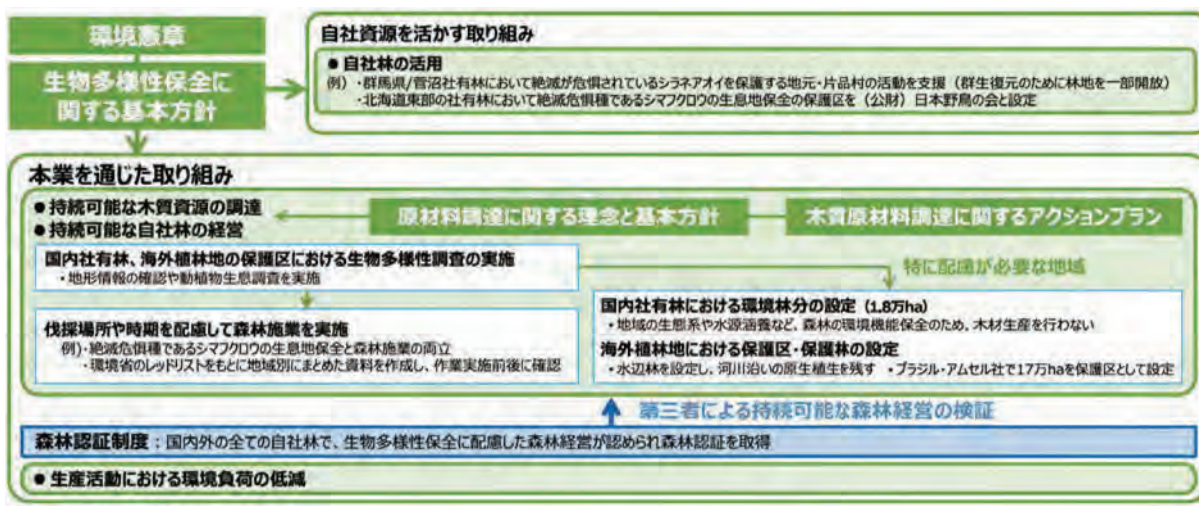 環境憲章
生物多様性保全に
関する基本方針
自社資源を活かす取り組み
● 自社林の活用
例) ・群馬県/菅沼社有林において絶滅が危惧されているシラネアオイを保護する地元・片品村の活動を支援（群生復元のために林地を一部開放）
・北海道東部の社有林において絶滅危惧種であるシマフクロウの生息地保全の保護区を（公財）日本野鳥の会と設定
本業を通じた取り組み
● 持続可能な木質資源の調達
● 持続可能な自社林の経営
原材料調達に関する理念と基本方針
木質原材料調達に関するアクションプラン
国内社有林、海外植林地の保護区における生物多様性調査の実施
・地形情報の確認や動植物生息調査を実施
特に配慮が必要な地域
伐採場所や時期を配慮して森林施業を実施
例)・絶滅危惧種であるシマフクロウの生息地保全と森林施業の両立
・環境省のレッドリストをもとに地域別にまとめた資料を作成し、作業実施前後に確認
国内社有林における環境林分の設定（1.8万ha）
・地域の生態系や水源涵養など、森林の環境機能保全のため、木材生産を行わない
海外植林地における保護区・保護林の設定
・水辺林を設定し、河川沿いの原生植生を残す ・ブラジル・アムセル社で17万haを保護区として設定
第三者による持続可能な森林経営の検証
森林認証制度：国内外の全ての自社林で、生物多様性保全に配慮した森林経営が認められ森林認証を取得
● 生産活動における環境負荷の低減